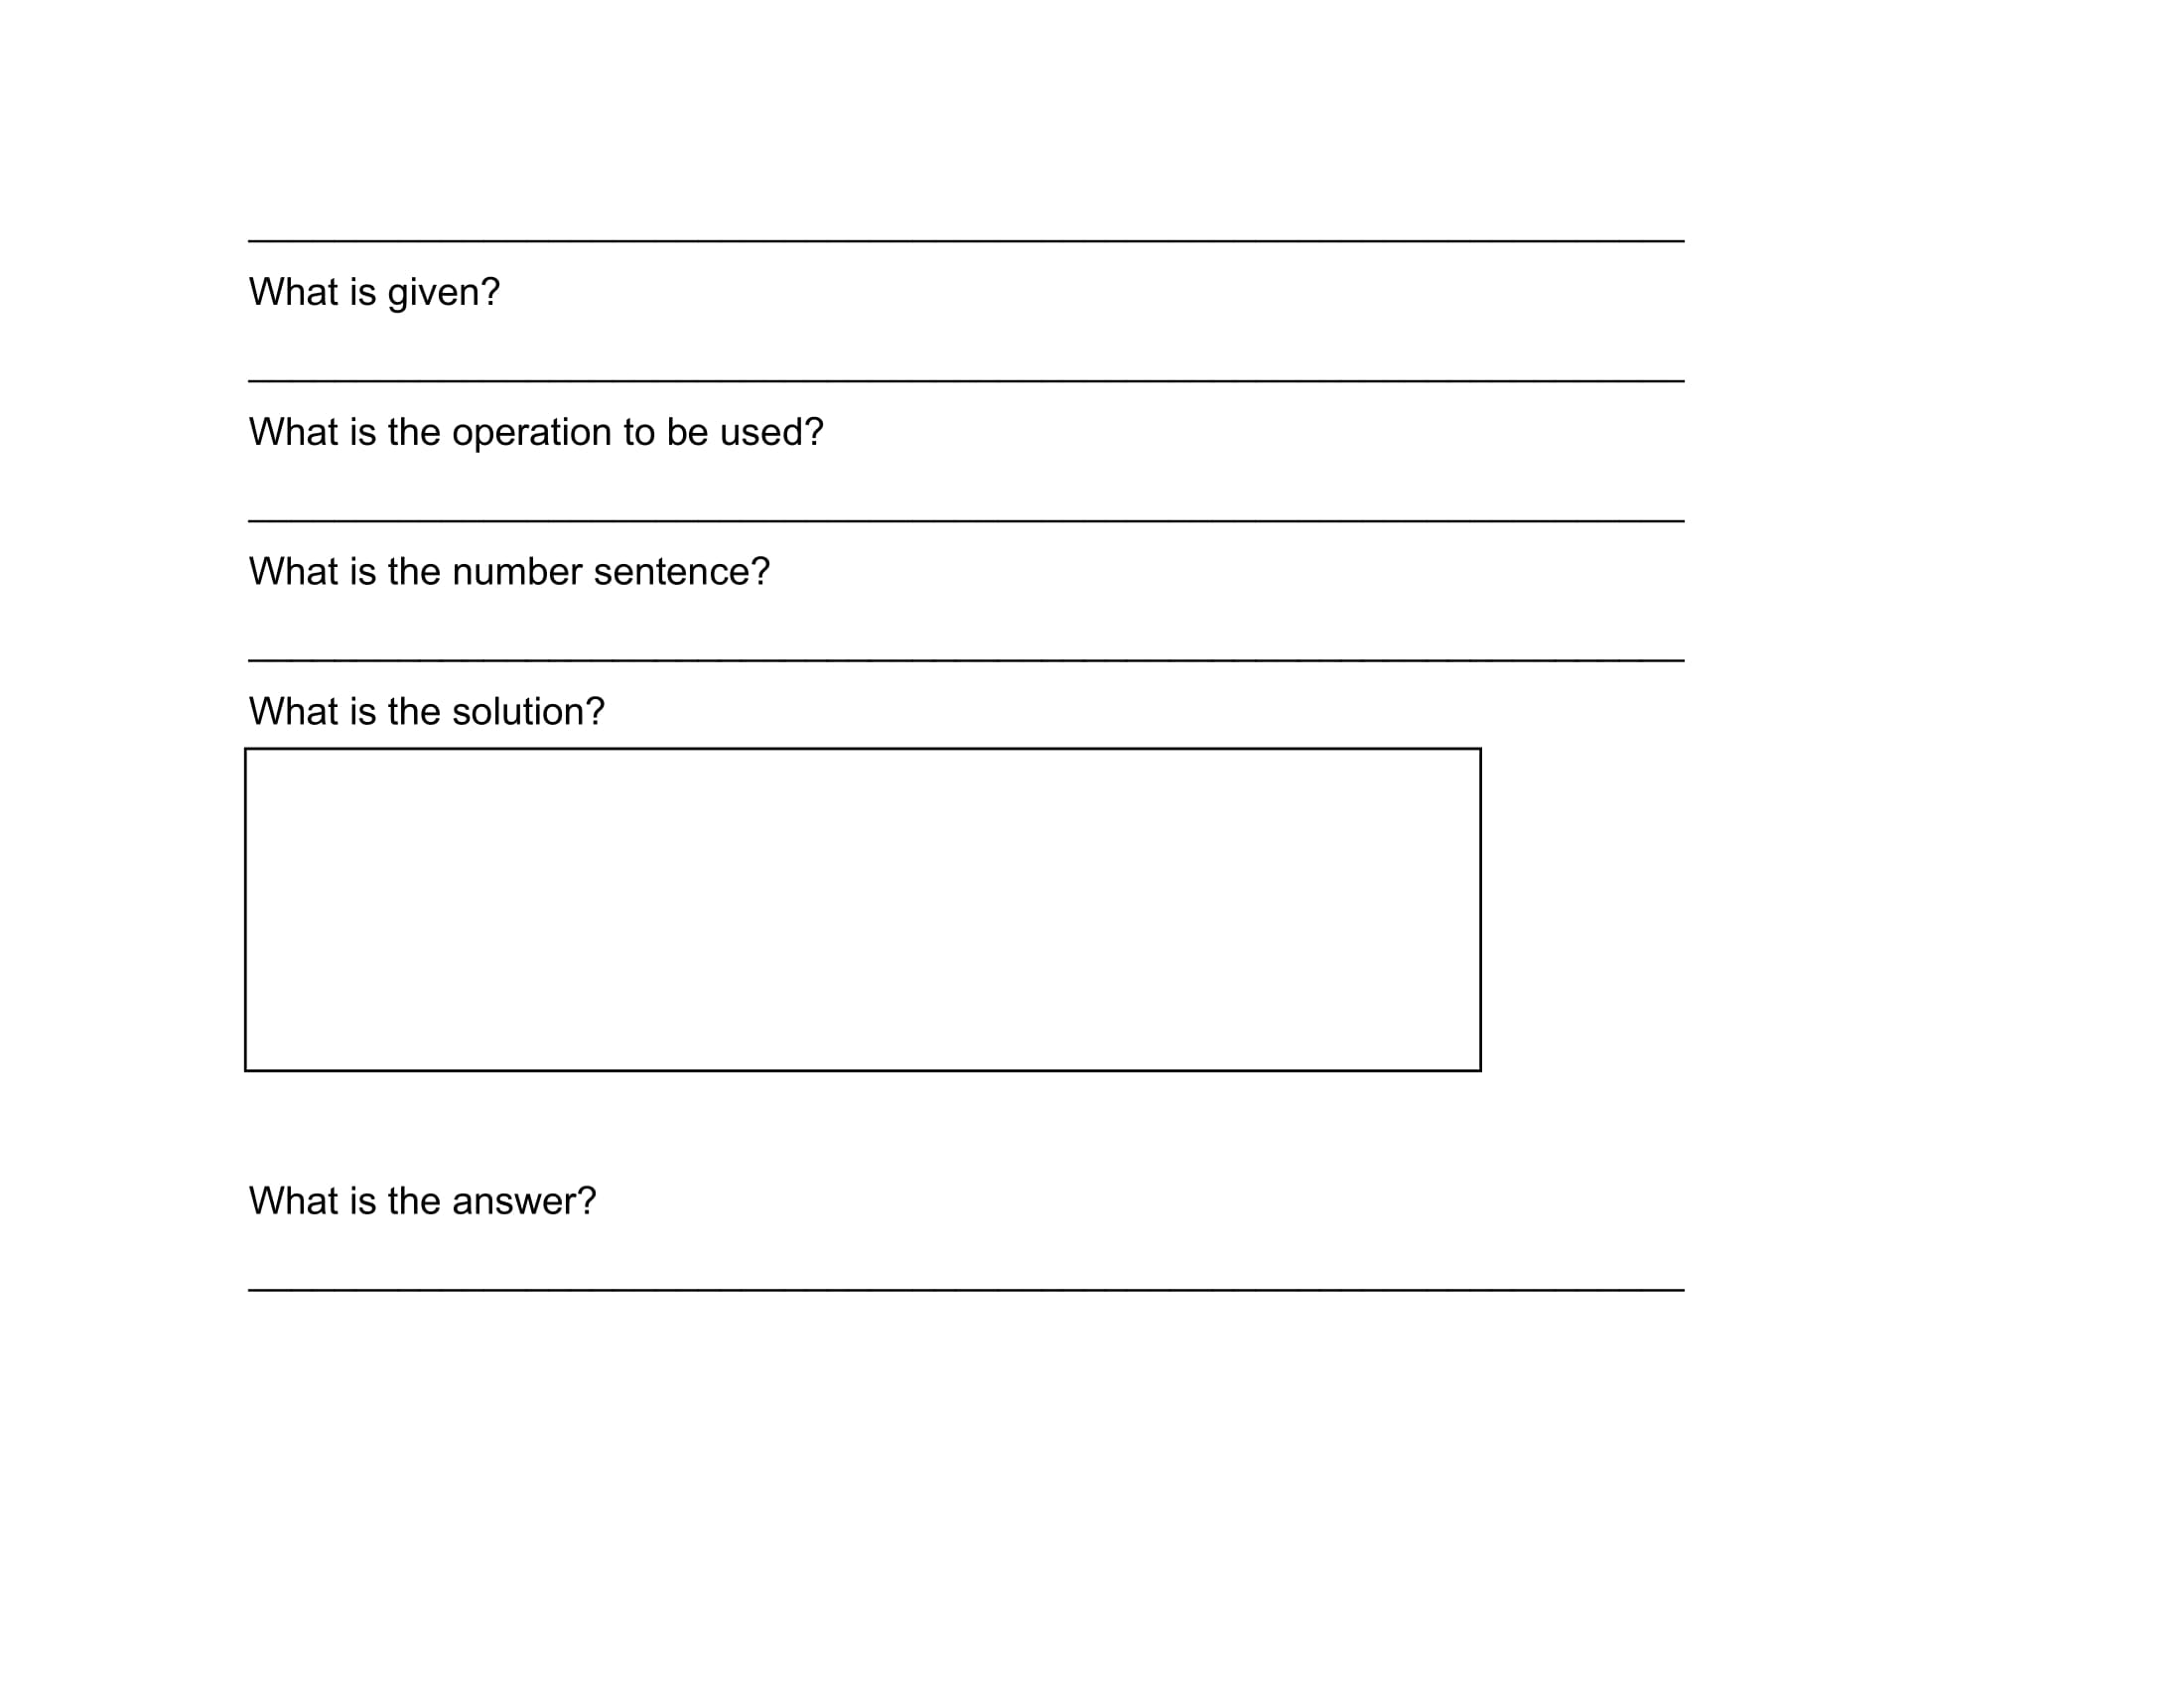 What is given?
What is the operation to be used?
What is the number sentence?
What is the solution?
What is the answer?